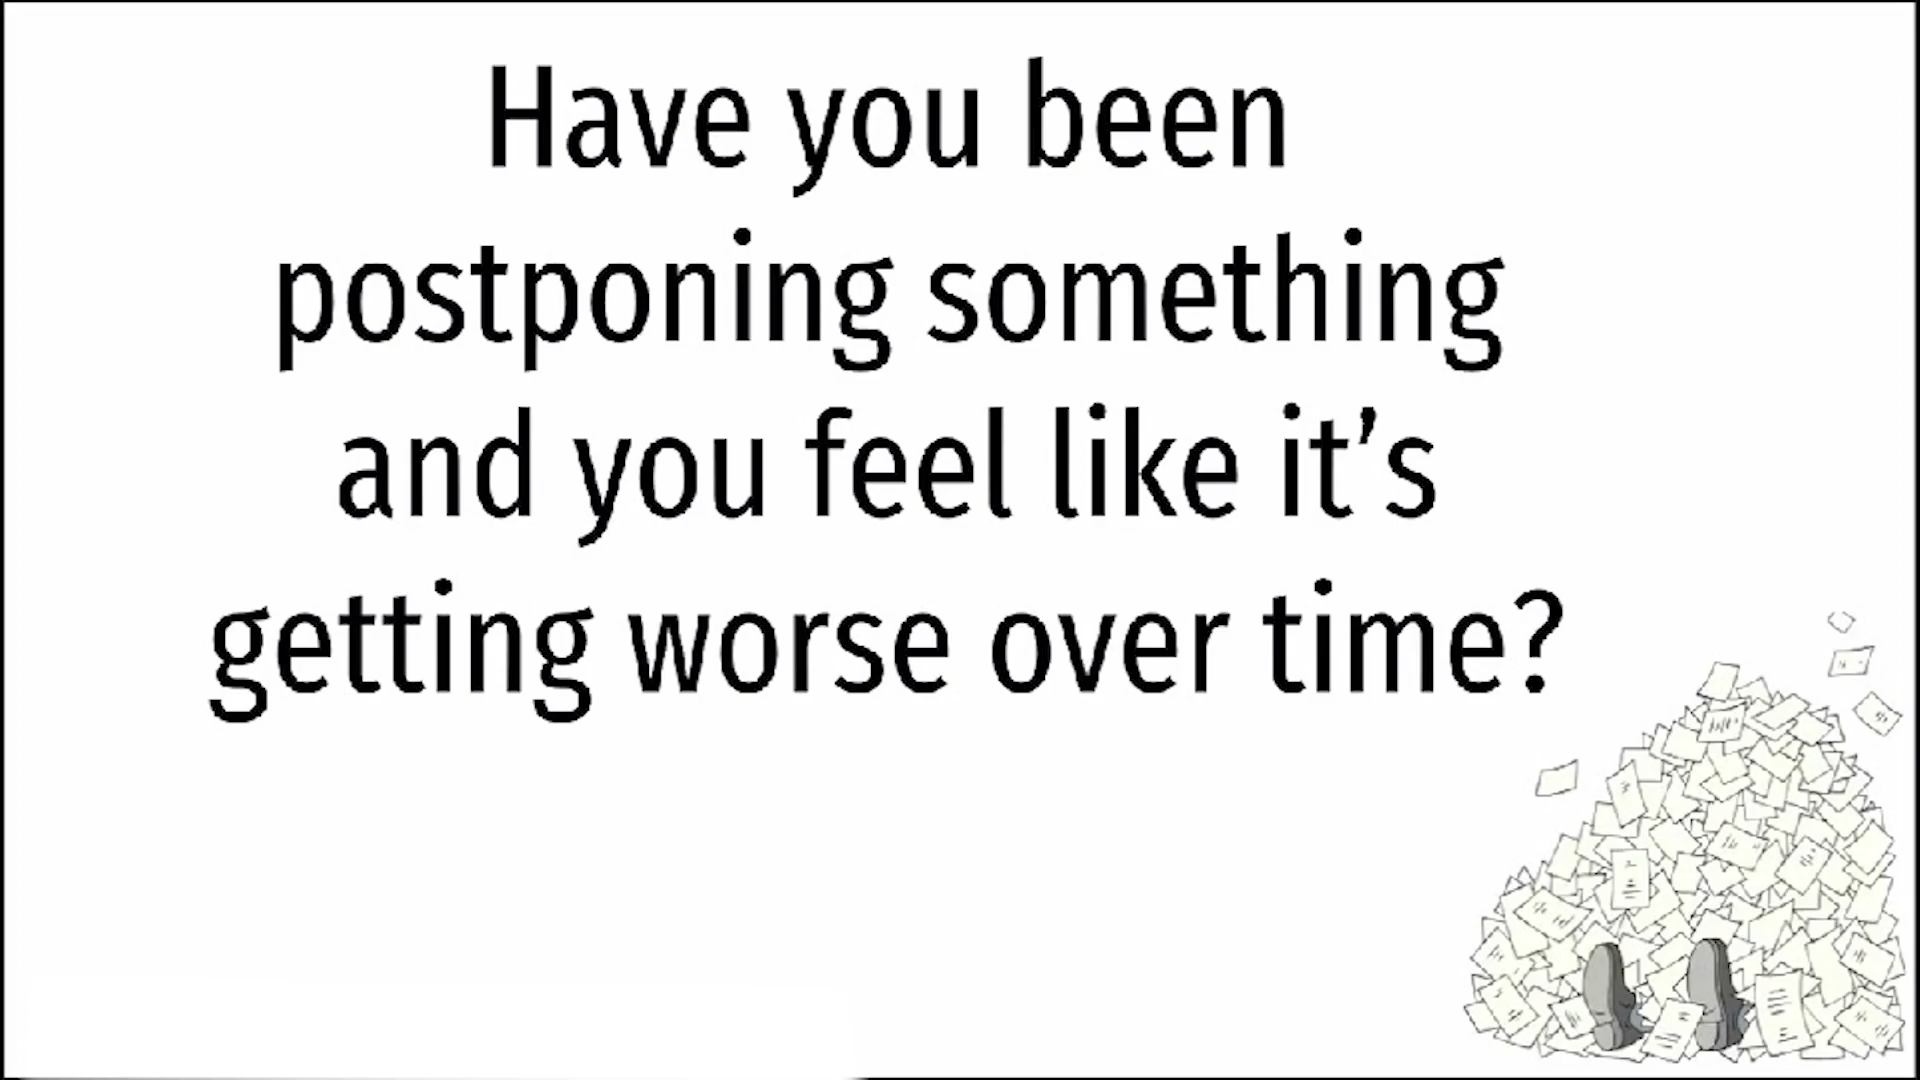 Have you been
postponing something
and you feel like it’s
getting worse over time?